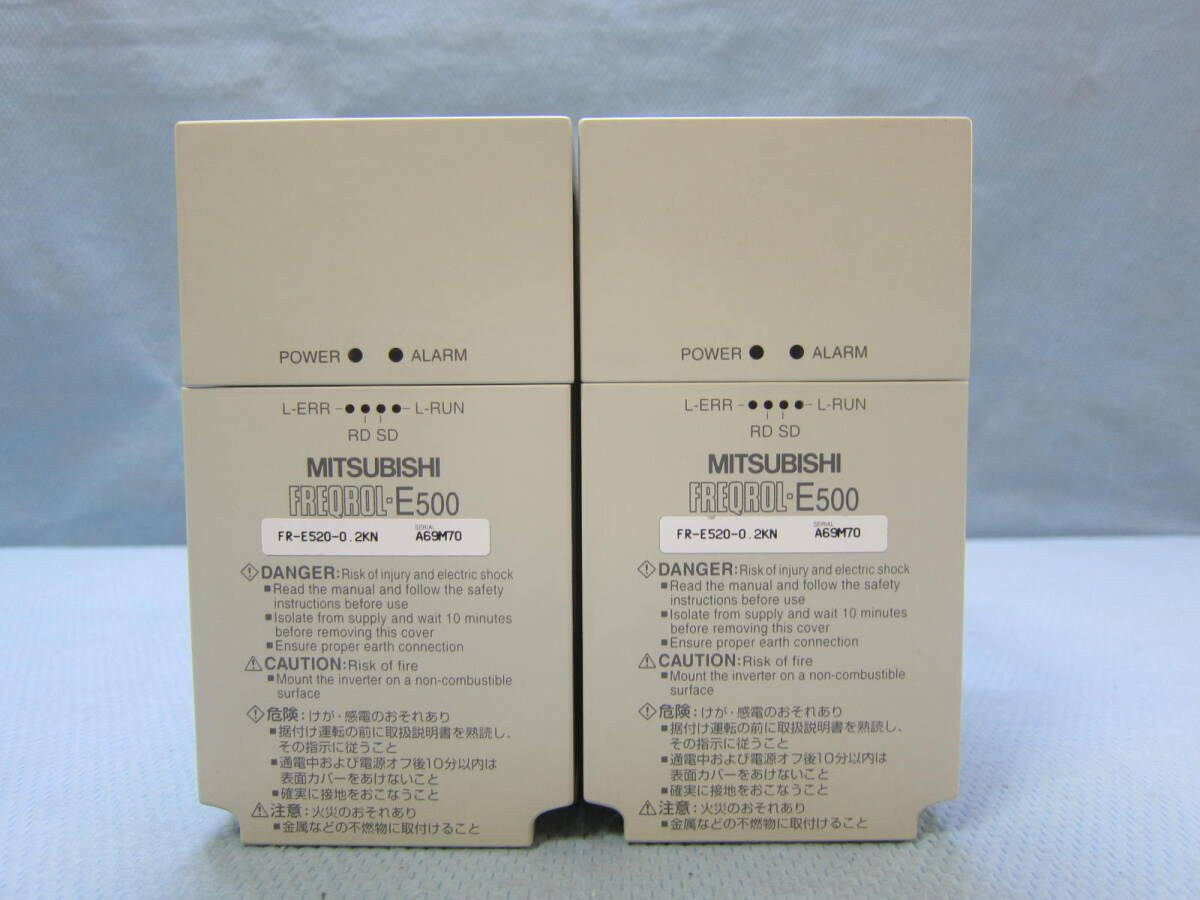 POWER ● ● ALARM
L-ERR -●●●●- L-RUN
RD SD
MITSUBISHI
FREQROL-E500
SERIAL
FR-E520-0.2KN A69M70
DANGER:Risk of injury and electric shock
■Read the manual and follow the safety
instructions before use
■Isolate from supply and wait 10 minutes
before removing this cover
■Ensure proper earth connection
CAUTION:Risk of fire
■Mount the inverter on a non-combustible
surface
危険：けが・感電のおそれあり
■据付け運転の前に取扱説明書を熟読し、
その指示に従うこと
■通電中および電源オフ後10分以内は
表面カバーをあけないこと
■確実に接地をおこなうこと
注意：火災のおそれあり
■金属などの不燃物に取付けること
POWER ● ● ALARM
L-ERR -●●●●- L-RUN
RD SD
MITSUBISHI
FREQROL-E500
SERIAL
FR-E520-0.2KN A69M70
DANGER:Risk of injury and electric shock
■Read the manual and follow the safety
instructions before use
■Isolate from supply and wait 10 minutes
before removing this cover
■Ensure proper earth connection
CAUTION:Risk of fire
■Mount the inverter on a non-combustible
surface
危険：けが・感電のおそれあり
■据付け運転の前に取扱説明書を熟読し、
その指示に従うこと
■通電中および電源オフ後10分以内は
表面カバーをあけないこと
■確実に接地をおこなうこと
注意：火災のおそれあり
■金属などの不燃物に取付けること